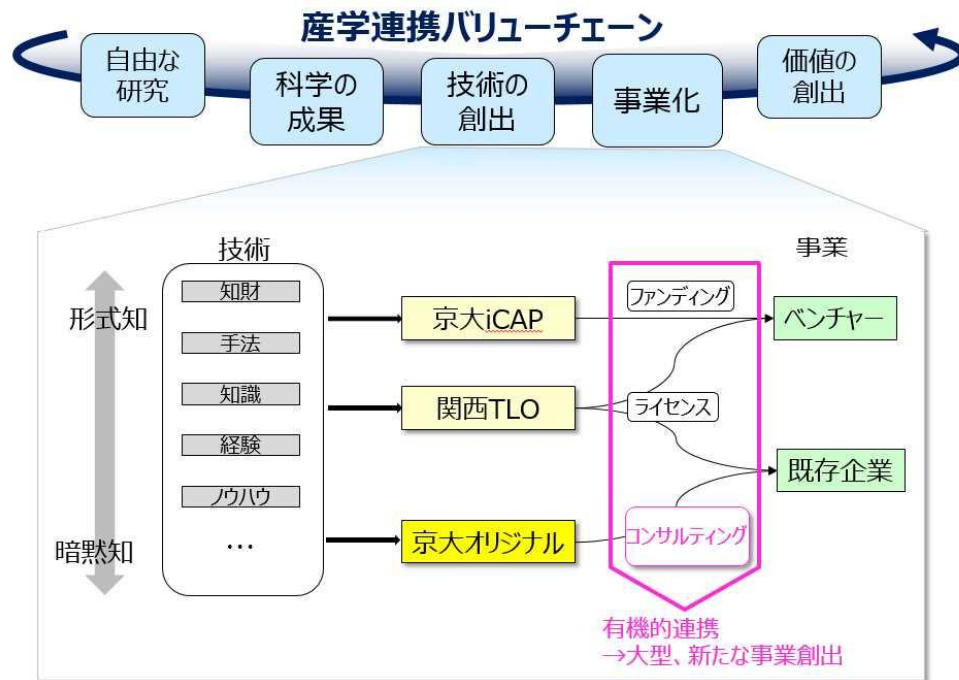 産学連携バリューチェーン
自由な
研究
科学の
成果
技術の
創出
事業化
価値の
創出
技術
事業
形式知
暗黙知
知財
手法
知識
経験
ノウハウ
…
京大iCAP
関西TLO
京大オリジナル
ファンディング
ライセンス
コンサルティング
ベンチャー
既存企業
有機的連携
→大型、新たな事業創出